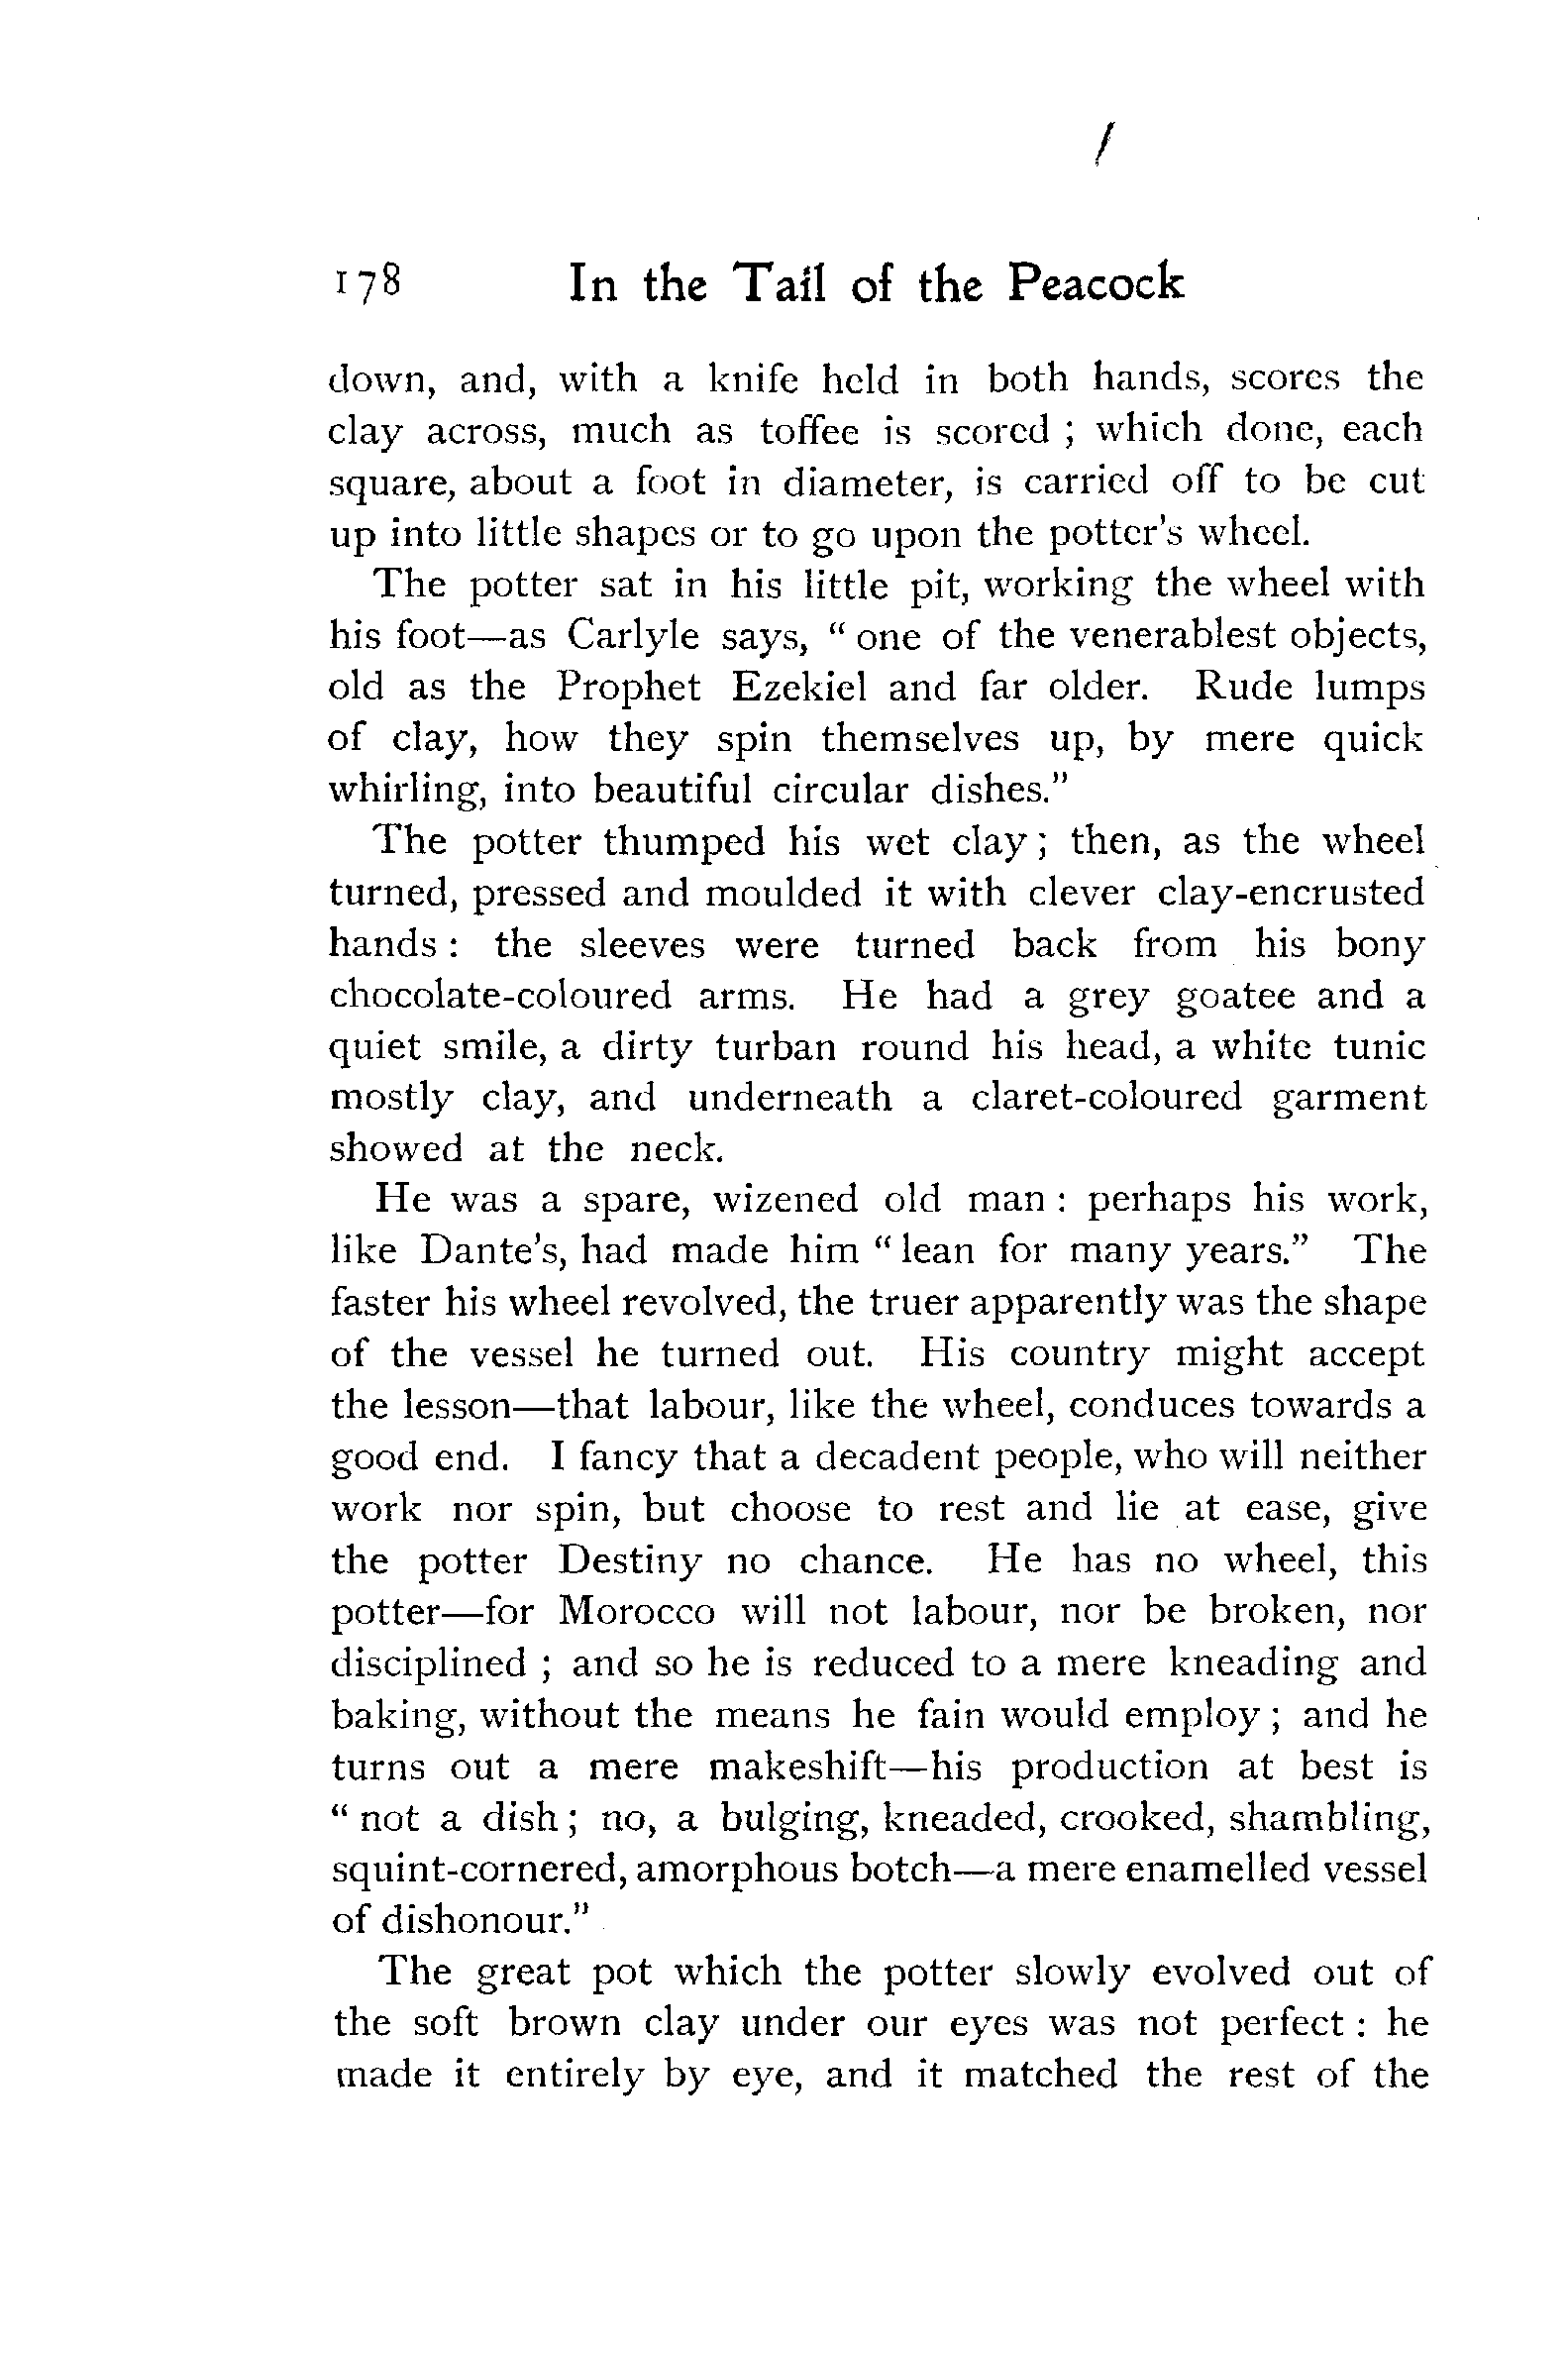 178 In the Tail of the Peacock
down, and, with a knife held in both hands, scores the
clay across, much as toffee is scored ; which done, each
square, about a foot in diameter, is carried off to be cut
up into little shapes or to go upon the potter's wheel.
The potter sat in his little pit, working the wheel with
his foot—as Carlyle says, “ one of the venerablest objects,
old as the Prophet Ezekiel and far older. Rude lumps
of clay, how they spin themselves up, by mere quick
whirling, into beautiful circular dishes.”
The potter thumped his wet clay ; then, as the wheel
turned, pressed and moulded it with clever clay-encrusted
hands : the sleeves were turned back from his bony
chocolate-coloured arms. He had a grey goatee and a
quiet smile, a dirty turban round his head, a white tunic
mostly clay, and underneath a claret-coloured garment
showed at the neck.
He was a spare, wizened old man : perhaps his work,
like Dante's, had made him “ lean for many years.” The
faster his wheel revolved, the truer apparently was the shape
of the vessel he turned out. His country might accept
the lesson—that labour, like the wheel, conduces towards a
good end. I fancy that a decadent people, who will neither
work nor spin, but choose to rest and lie at ease, give
the potter Destiny no chance. He has no wheel, this
potter—for Morocco will not labour, nor be broken, nor
disciplined ; and so he is reduced to a mere kneading and
baking, without the means he fain would employ ; and he
turns out a mere makeshift—his production at best is
“ not a dish ; no, a bulging, kneaded, crooked, shambling,
squint-cornered, amorphous botch—a mere enamelled vessel
of dishonour.”
The great pot which the potter slowly evolved out of
the soft brown clay under our eyes was not perfect : he
made it entirely by eye, and it matched the rest of the